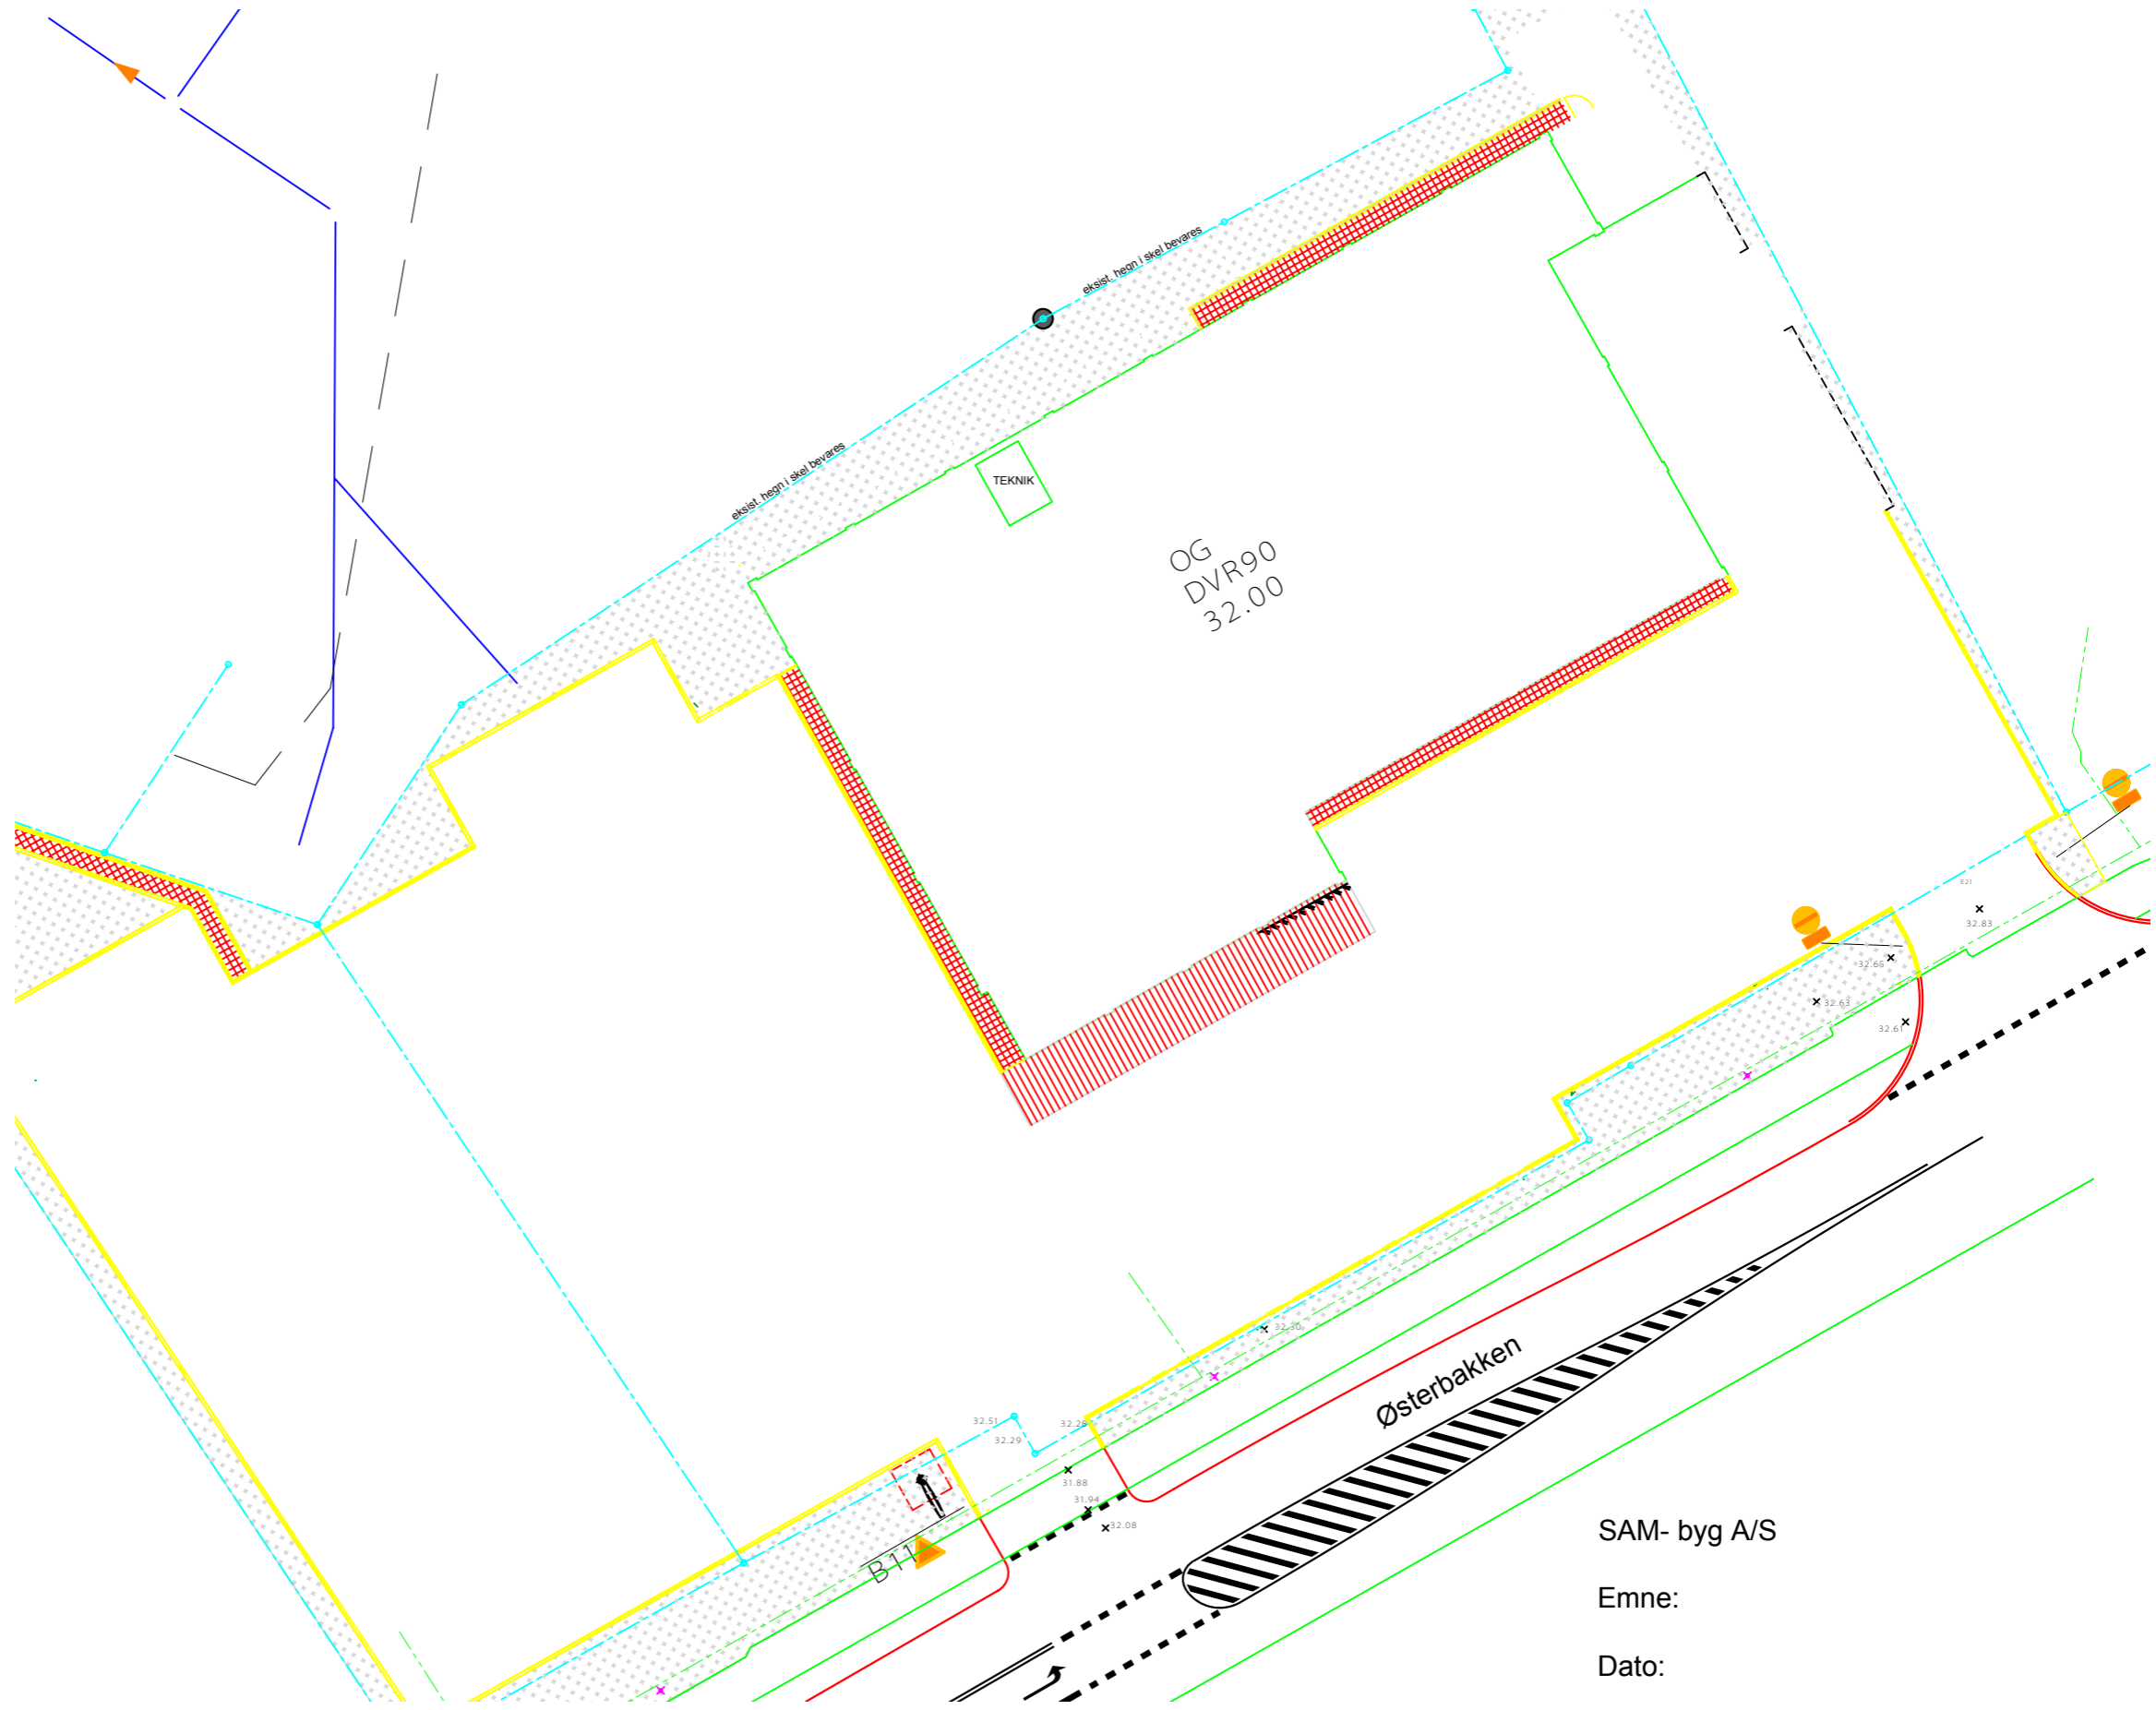 eksist. hegn i skel bevares
eksist. hegn i skel bevares
TEKNIK
OG
DVR90
32.00
E21
32.83
32.65
32.63
32.61
32.30
32.51
32.28
32.29
31.88
31.94
32.08
B11
Østerbakken
SAM- byg A/S
Emne:
Dato: